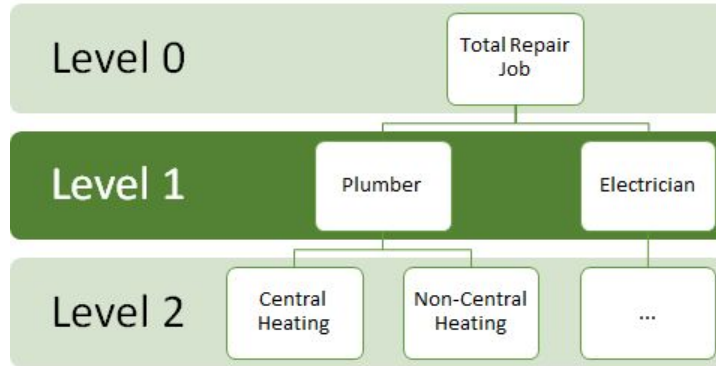 Level 0
Total Repair
Job
Level 1
Plumber
Electrician
Level 2
Central
Heating
Non-Central
Heating
...